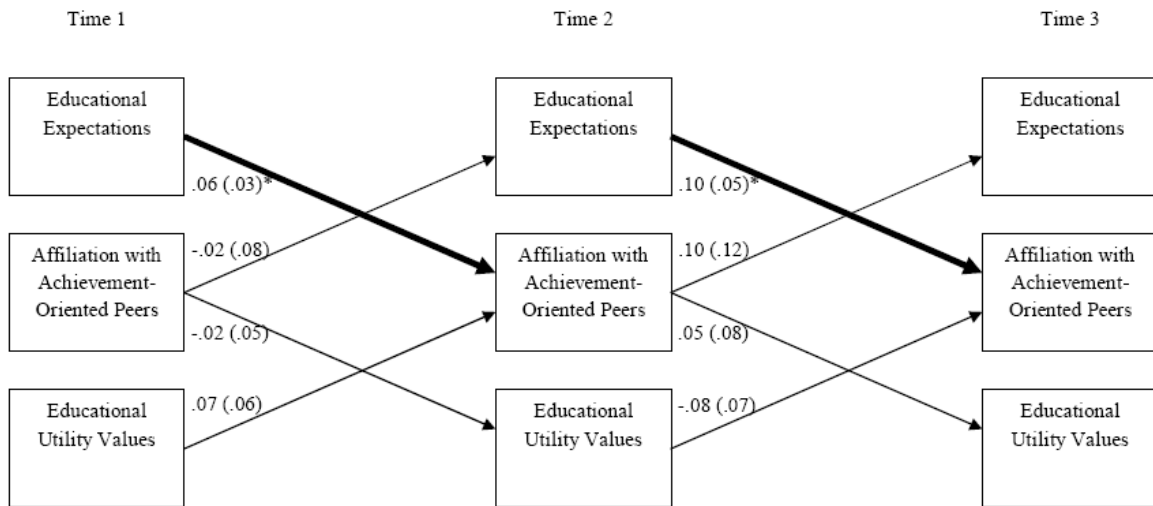 Time 1
Time 2
Time 3
Educational
Expectations
Educational
Expectations
Educational
Expectations
.06 (.03)*
.10 (.05)*
Affiliation with
Achievement-
Oriented Peers
-.02 (.08)
-.02 (.05)
Affiliation with
Achievement-
Oriented Peers
.10 (.12)
.05 (.08)
Affiliation with
Achievement-
Oriented Peers
Educational
Utility Values
.07 (.06)
Educational
Utility Values
-.08 (.07)
Educational
Utility Values